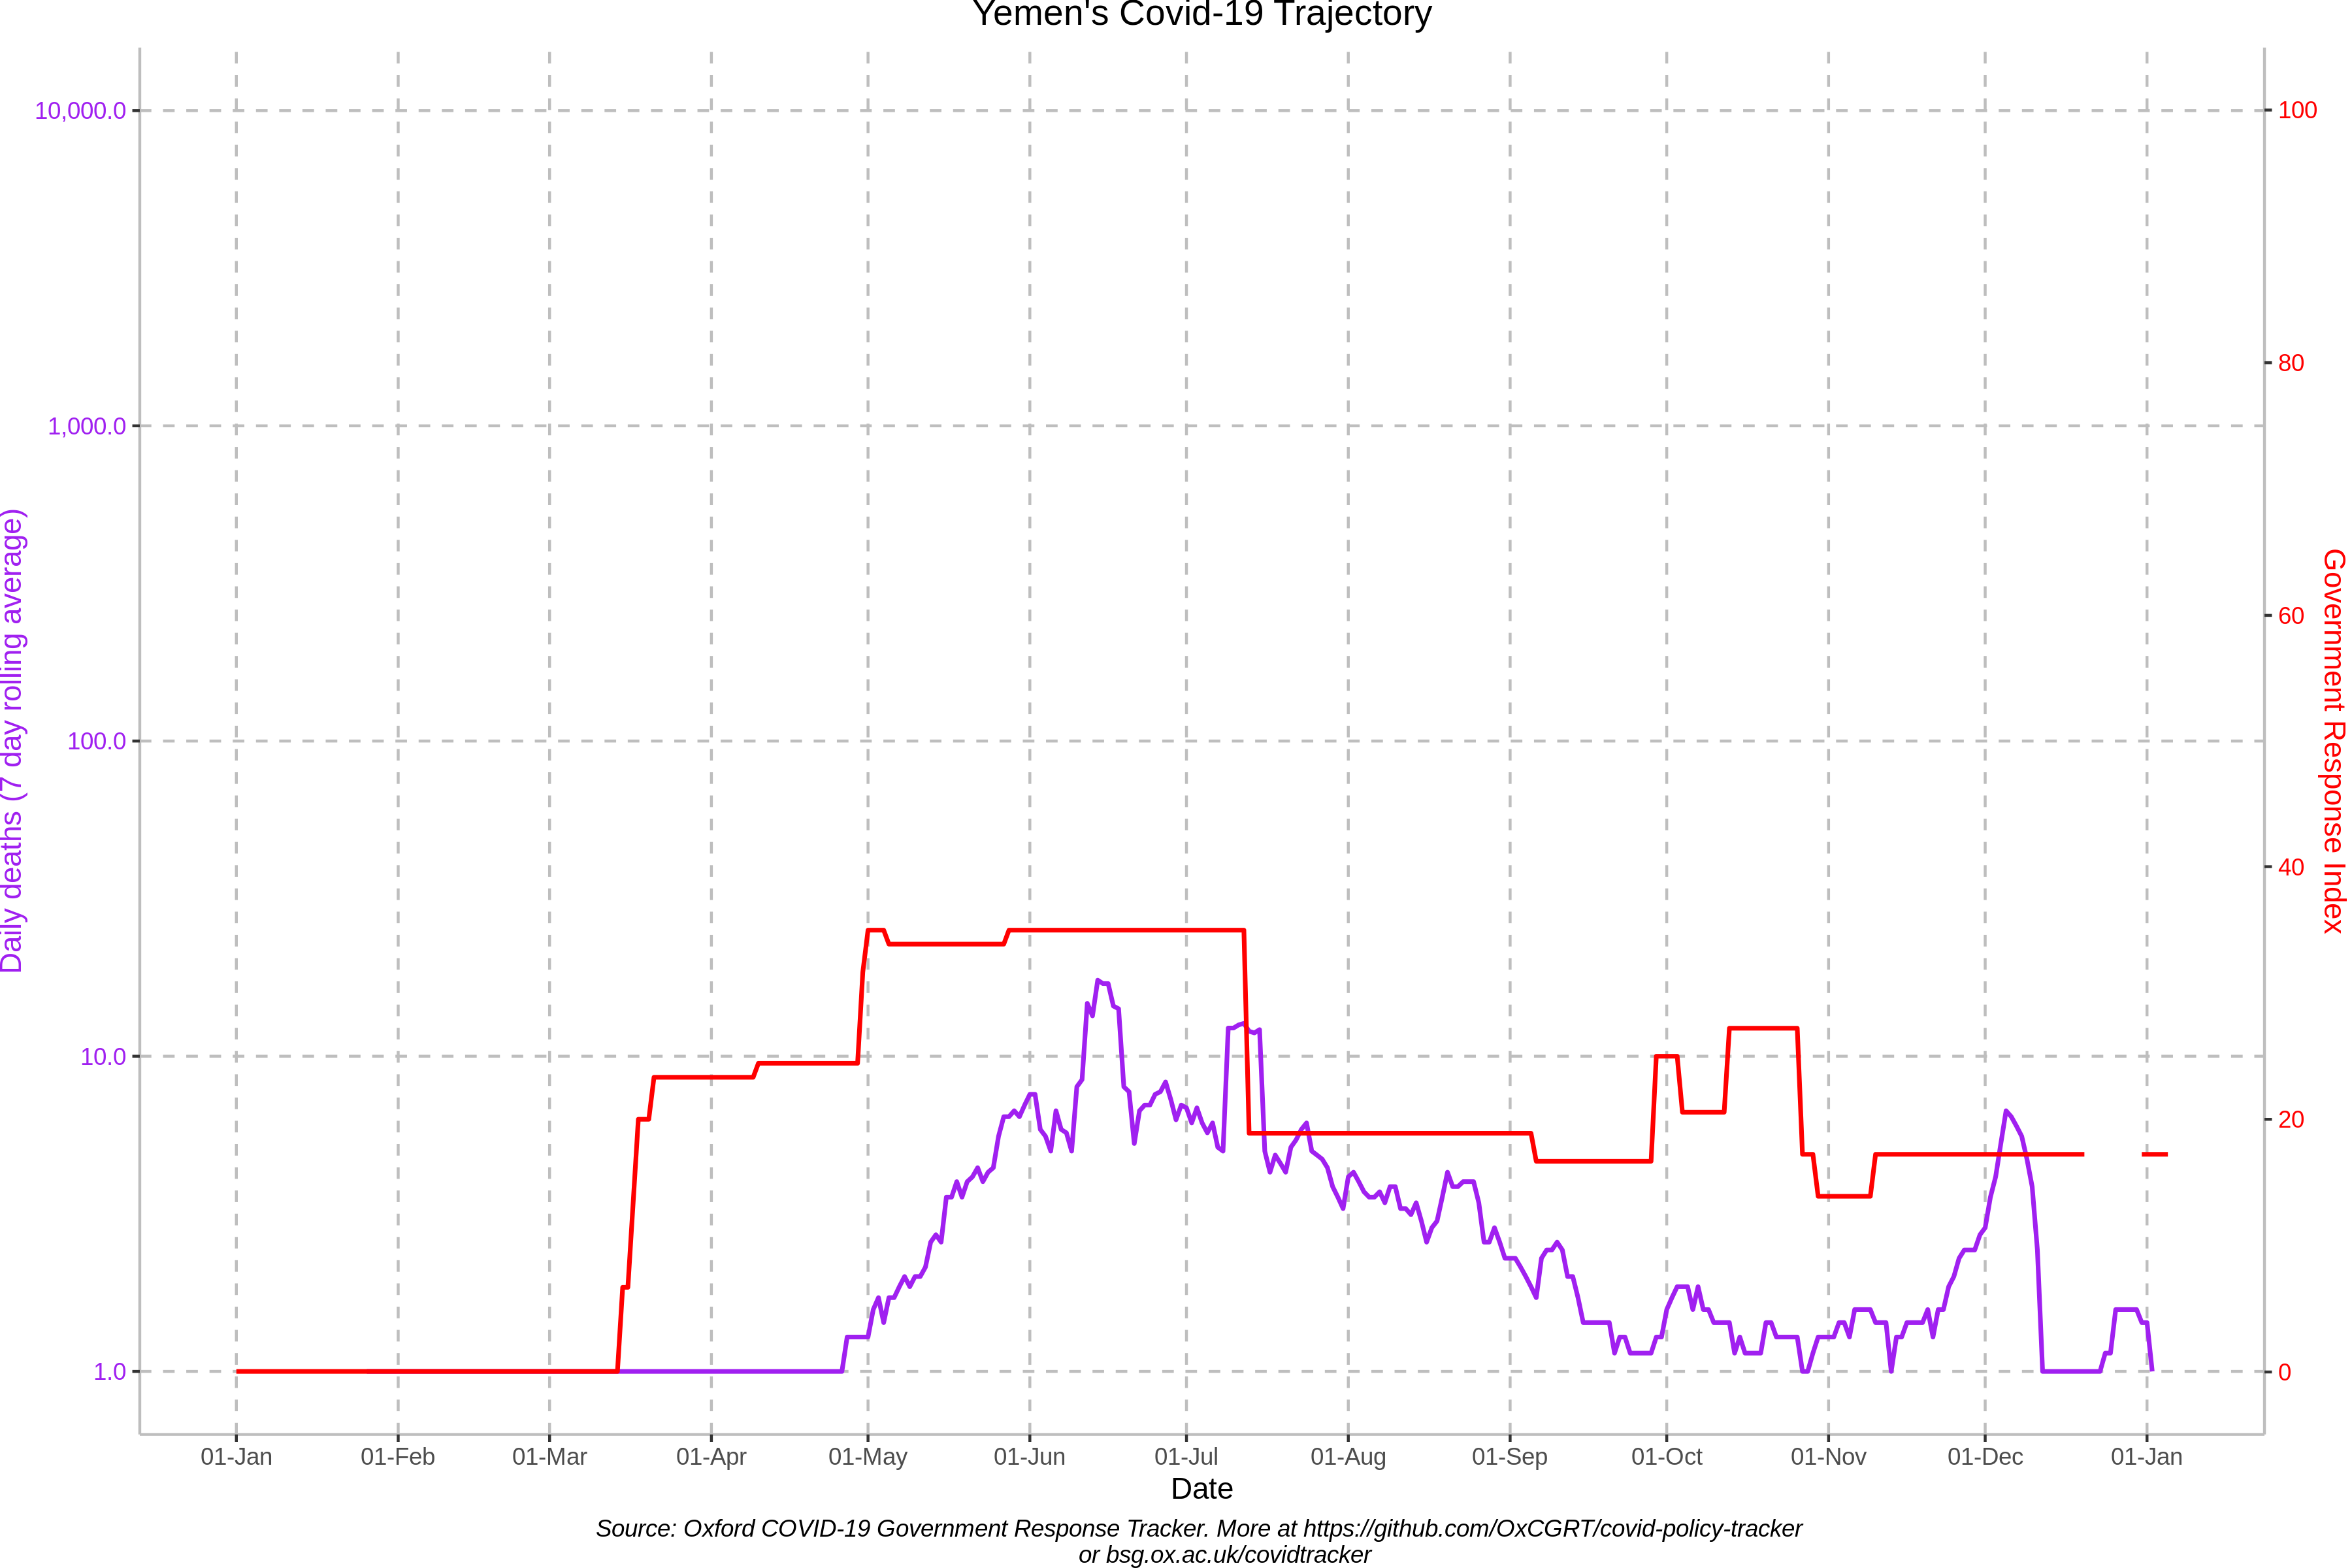 Yemen's Covid-19 Trajectory
10,000.0
1,000.0
100.0
10.0
1.0
Daily deaths (7 day rolling average)
100
80
60
40
20
0
Government Response Index
01-Jan 01-Feb 01-Mar 01-Apr 01-May 01-Jun 01-Jul 01-Aug 01-Sep 01-Oct 01-Nov 01-Dec 01-Jan
Date
Source: Oxford COVID-19 Government Response Tracker. More at https://github.com/OxCGRT/covid-policy-tracker
or bsg.ox.ac.uk/covidtracker